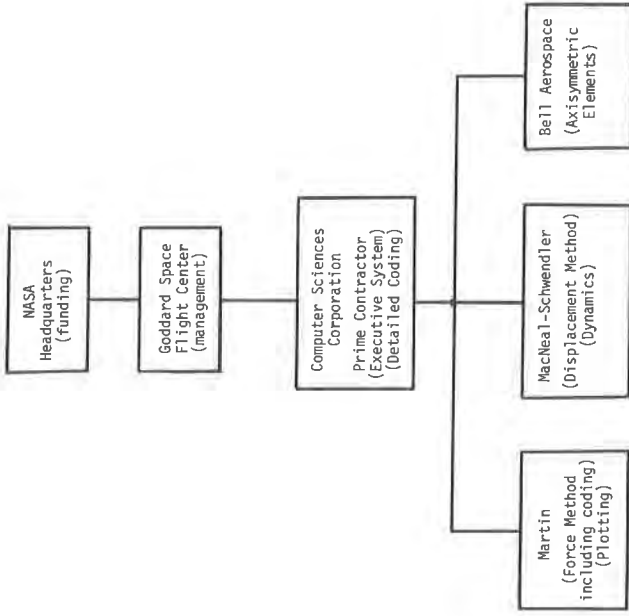 NASA
Headquarters
(funding)
Goddard Space
Flight Center
(management)
Computer Sciences
Corporation
Prime Contractor
(Executive System)
(Detailed Coding)
Martin
(Force Method
including coding)
(Plotting)
MacNeal-Schwendler
(Displacement Method)
(Dynamics)
Bell Aerospace
(Axisymmetric
Elements)